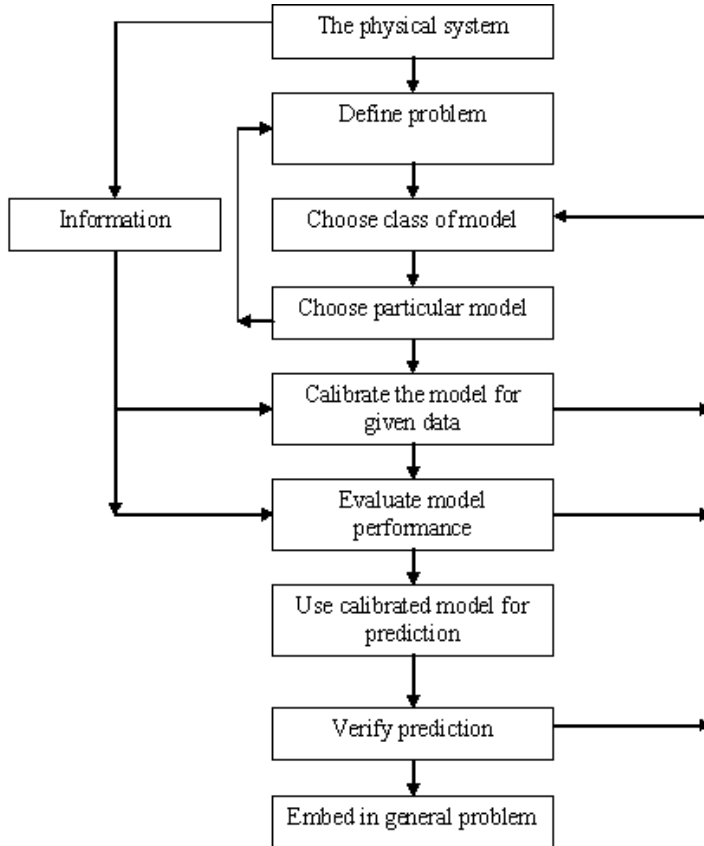 The physical system
Define problem
Information
Choose class of model
Choose particular model
Calibrate the model for
given data
Evaluate model
performance
Use calibrated model for
prediction
Verify prediction
Embed in general problem